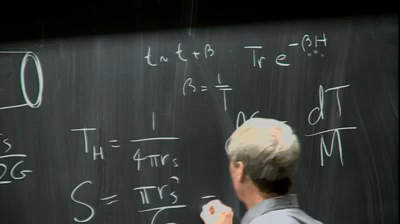 t ~ t + β   Tr e^{-βH}
β = 1/T
dT/M
T_H = 1/(4πr_s)
S = πr_s²/G